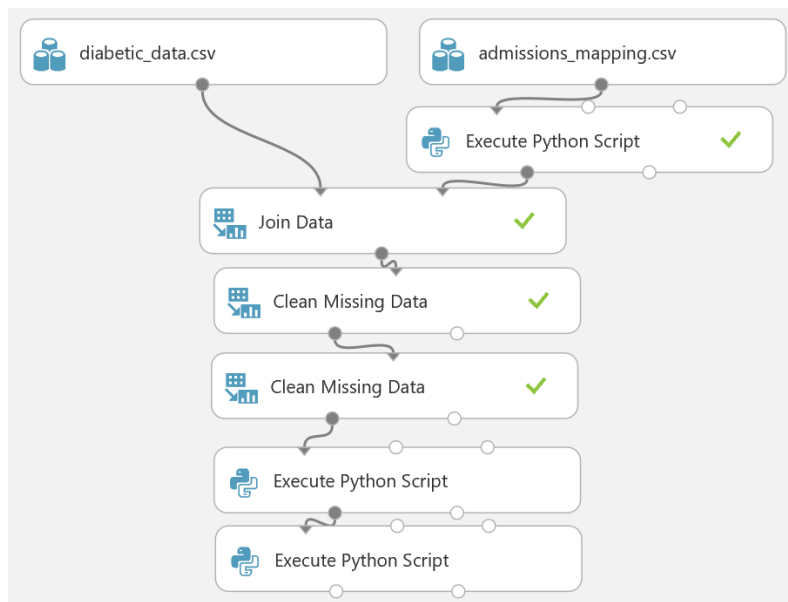 diabetic_data.csv
admissions_mapping.csv
Execute Python Script
Join Data
Clean Missing Data
Clean Missing Data
Execute Python Script
Execute Python Script